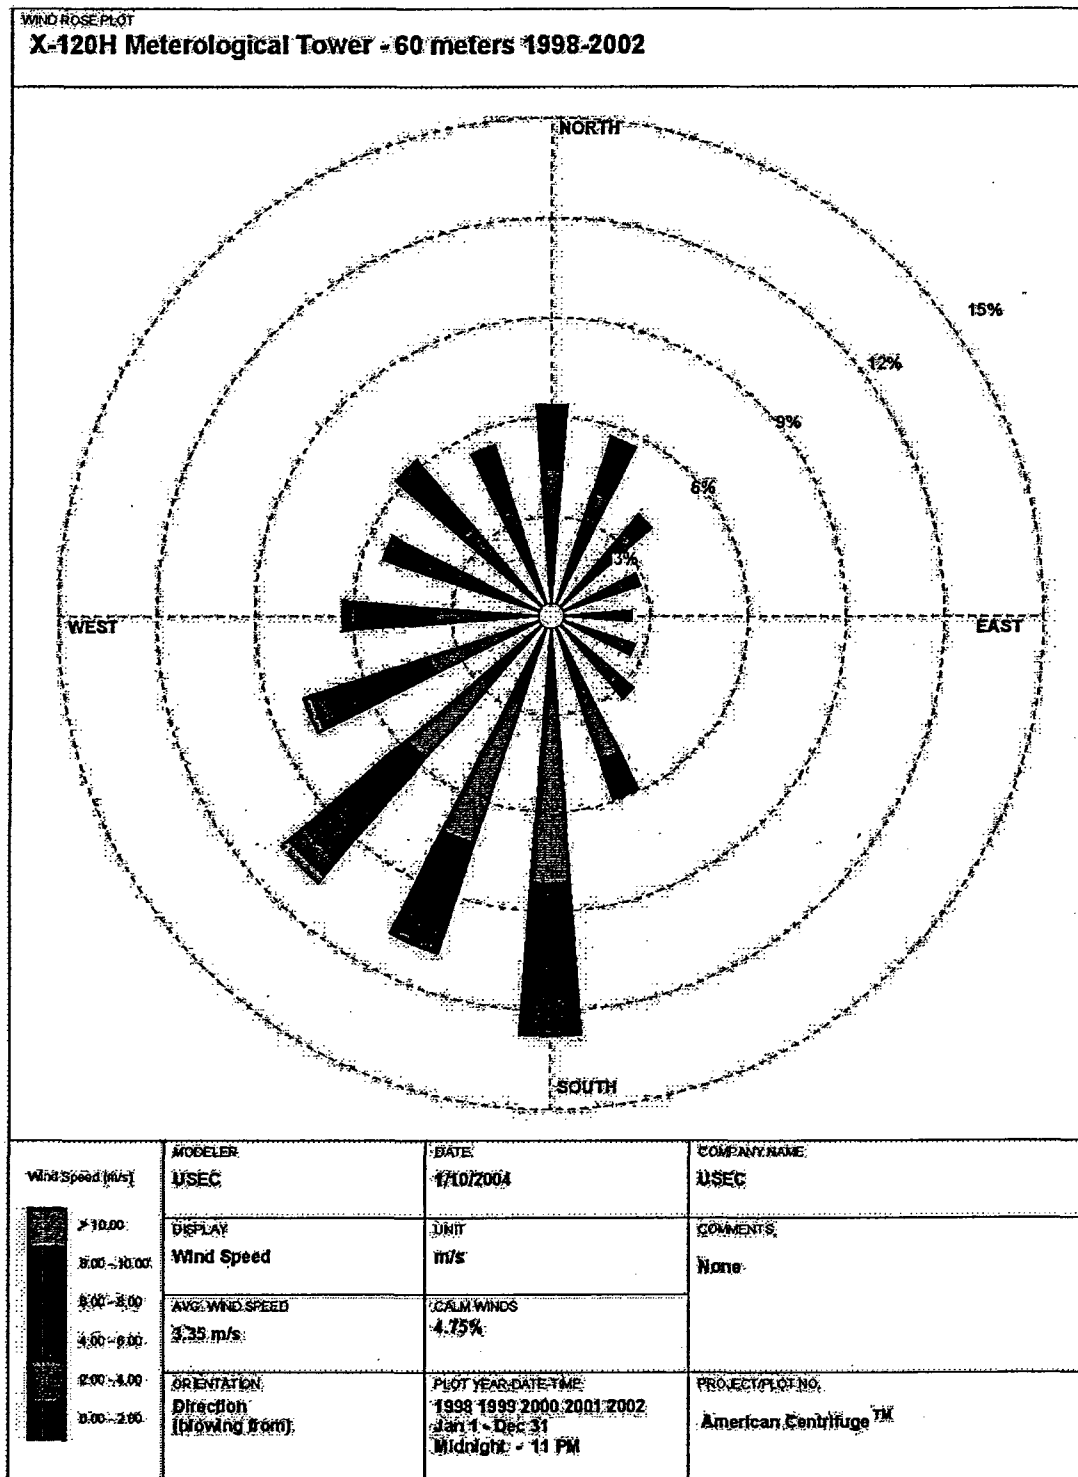 WIND ROSE PLOT
X-120H Meterological Tower - 60 meters 1998-2002
NORTH
15%
12%
9%
6%
3%
WEST
EAST
SOUTH
Wind Speed (m/s)
> 10.00
8.00 - 10.00
6.00 - 8.00
4.00 - 6.00
2.00 - 4.00
0.00 - 2.00
MODELER
USEC
DATE
1/10/2004
COMPANY NAME
USEC
DISPLAY
Wind Speed
UNIT
m/s
COMMENTS
None
AVG. WIND SPEED
3.35 m/s
CALM WINDS
4.75%
ORIENTATION
Direction
(blowing from)
PLOT YEAR-DATE-TIME
1998 1999 2000 2001 2002
Jan 1 - Dec 31
Midnight - 11 PM
PROJECT/PLOT NO.
American Centrifuge™